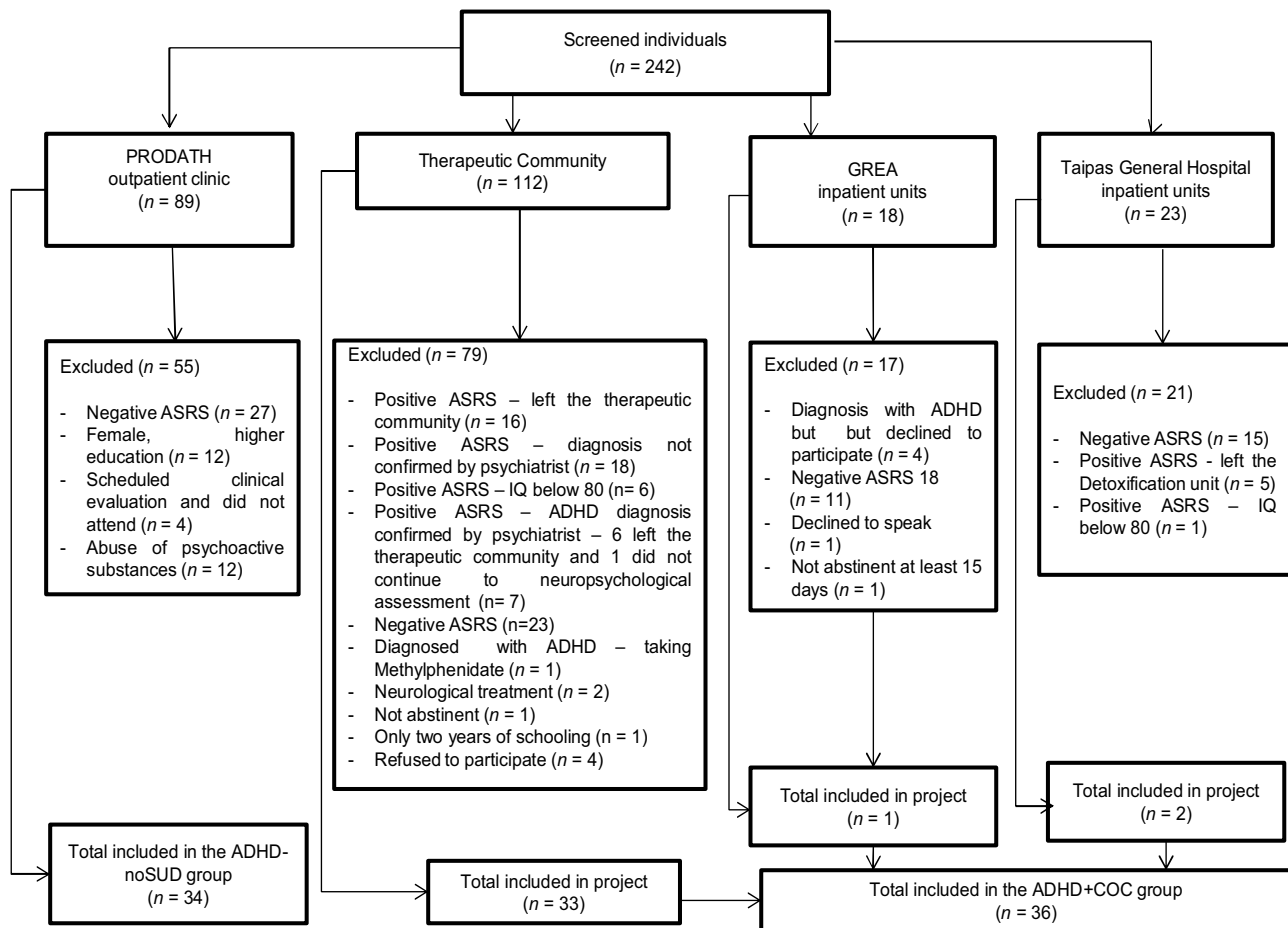 Screened individuals
(n = 242)
PRODATH
outpatient clinic
(n = 89)
Therapeutic Community
(n = 112)
GREA
inpatient units
(n = 18)
Taipas General Hospital
inpatient units
(n = 23)
Excluded (n = 55)
- Negative ASRS (n = 27)
- Female, higher
education (n = 12)
- Scheduled clinical
evaluation and did not
attend (n = 4)
- Abuse of psychoactive
substances (n = 12)
Excluded (n = 79)
- Positive ASRS – left the therapeutic
community (n = 16)
- Positive ASRS – diagnosis not
confirmed by psychiatrist (n = 18)
- Positive ASRS – IQ below 80 (n= 6)
- Positive ASRS – ADHD diagnosis
confirmed by psychiatrist – 6 left the
therapeutic community and 1 did not
continue to neuropsychological
assessment (n= 7)
- Negative ASRS (n=23)
- Diagnosed with ADHD – taking
Methylphenidate (n = 1)
- Neurological treatment (n = 2)
- Not abstinent (n = 1)
- Only two years of schooling (n = 1)
- Refused to participate (n = 4)
Excluded (n = 17)
- Diagnosis with ADHD
but but declined to
participate (n = 4)
- Negative ASRS 18
(n = 11)
- Declined to speak
(n = 1)
- Not abstinent at least 15
days (n = 1)
Excluded (n = 21)
- Negative ASRS (n = 15)
- Positive ASRS - left the
Detoxification unit (n = 5)
- Positive ASRS – IQ
below 80 (n = 1)
Total included in project
(n = 1)
Total included in project
(n = 2)
Total included in the ADHD-
noSUD group
(n = 34)
Total included in project
(n = 33)
Total included in the ADHD+COC group
(n = 36)